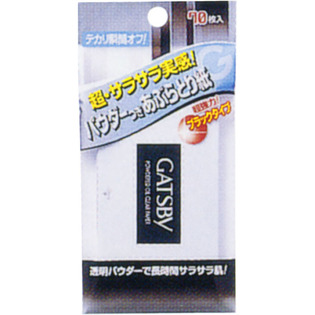 テカリ瞬間オフ!
70枚入
超・サラサラ実感!
パウダーつきあぶらとり紙
超強力!
ブラックタイプ
GATSBY
POWDERED OIL CLEAR PAPER
透明パウダーで長時間サラサラ肌!